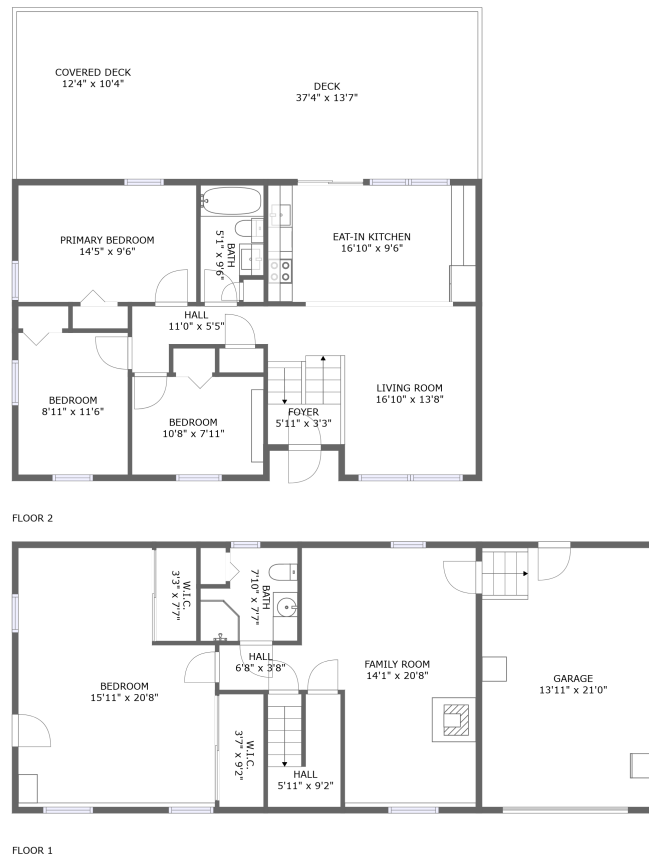 COVERED DECK
12'4" x 10'4"
DECK
37'4" x 13'7"
PRIMARY BEDROOM
14'5" x 9'6"
BATH
5'1" x 9'6"
EAT-IN KITCHEN
16'10" x 9'6"
HALL
11'0" x 5'5"
BEDROOM
8'11" x 11'6"
BEDROOM
10'8" x 7'11"
FOYER
5'11" x 3'3"
LIVING ROOM
16'10" x 13'8"
FLOOR 2
W.I.C.
3'3" x 7'7"
BATH
7'10" x 7'7"
HALL
6'8" x 3'8"
BEDROOM
15'11" x 20'8"
FAMILY ROOM
14'1" x 20'8"
GARAGE
13'11" x 21'0"
W.I.C.
3'7" x 9'2"
HALL
5'11" x 9'2"
FLOOR 1